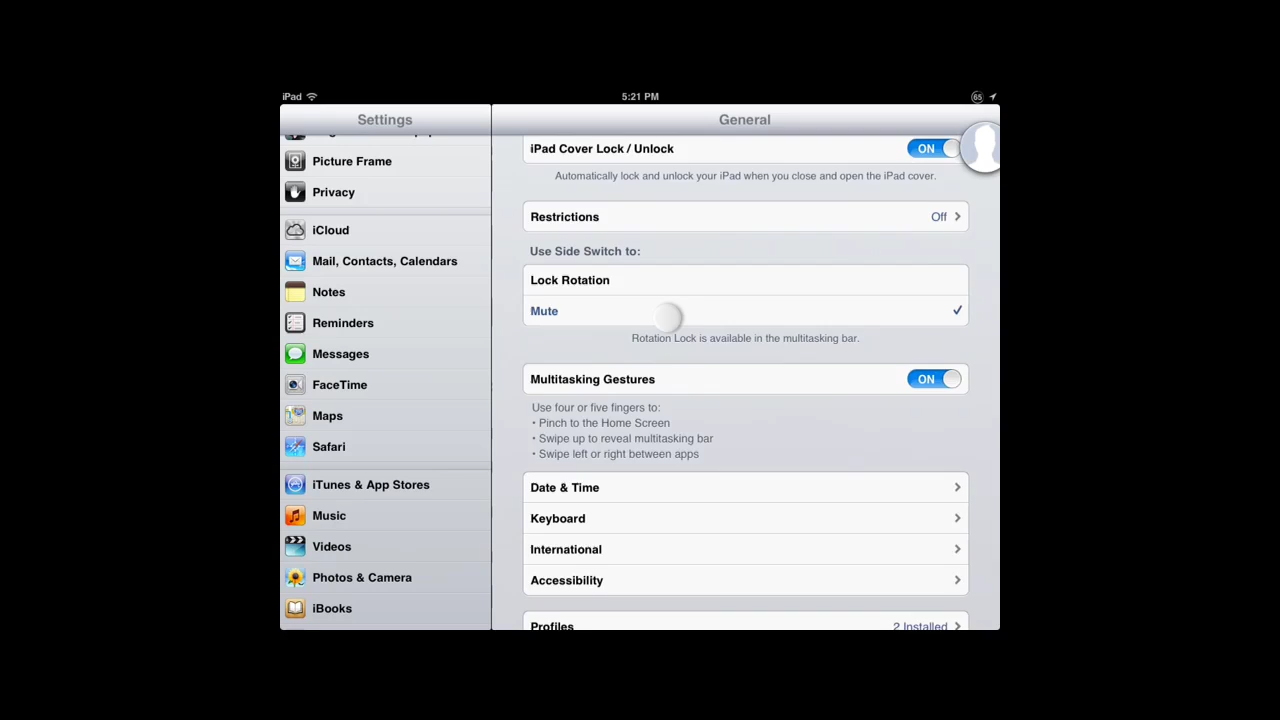 iPad
5:21 PM
65
Settings
General
Picture Frame
Privacy
iCloud
Mail, Contacts, Calendars
Notes
Reminders
Messages
FaceTime
Maps
Safari
iTunes & App Stores
Music
Videos
Photos & Camera
iBooks
iPad Cover Lock / Unlock
ON
Automatically lock and unlock your iPad when you close and open the iPad cover.
Restrictions
Off
Use Side Switch to:
Lock Rotation
Mute
Rotation Lock is available in the multitasking bar.
Multitasking Gestures
ON
Use four or five fingers to:
• Pinch to the Home Screen
• Swipe up to reveal multitasking bar
• Swipe left or right between apps
Date & Time
Keyboard
International
Accessibility
Profiles
2 Installed